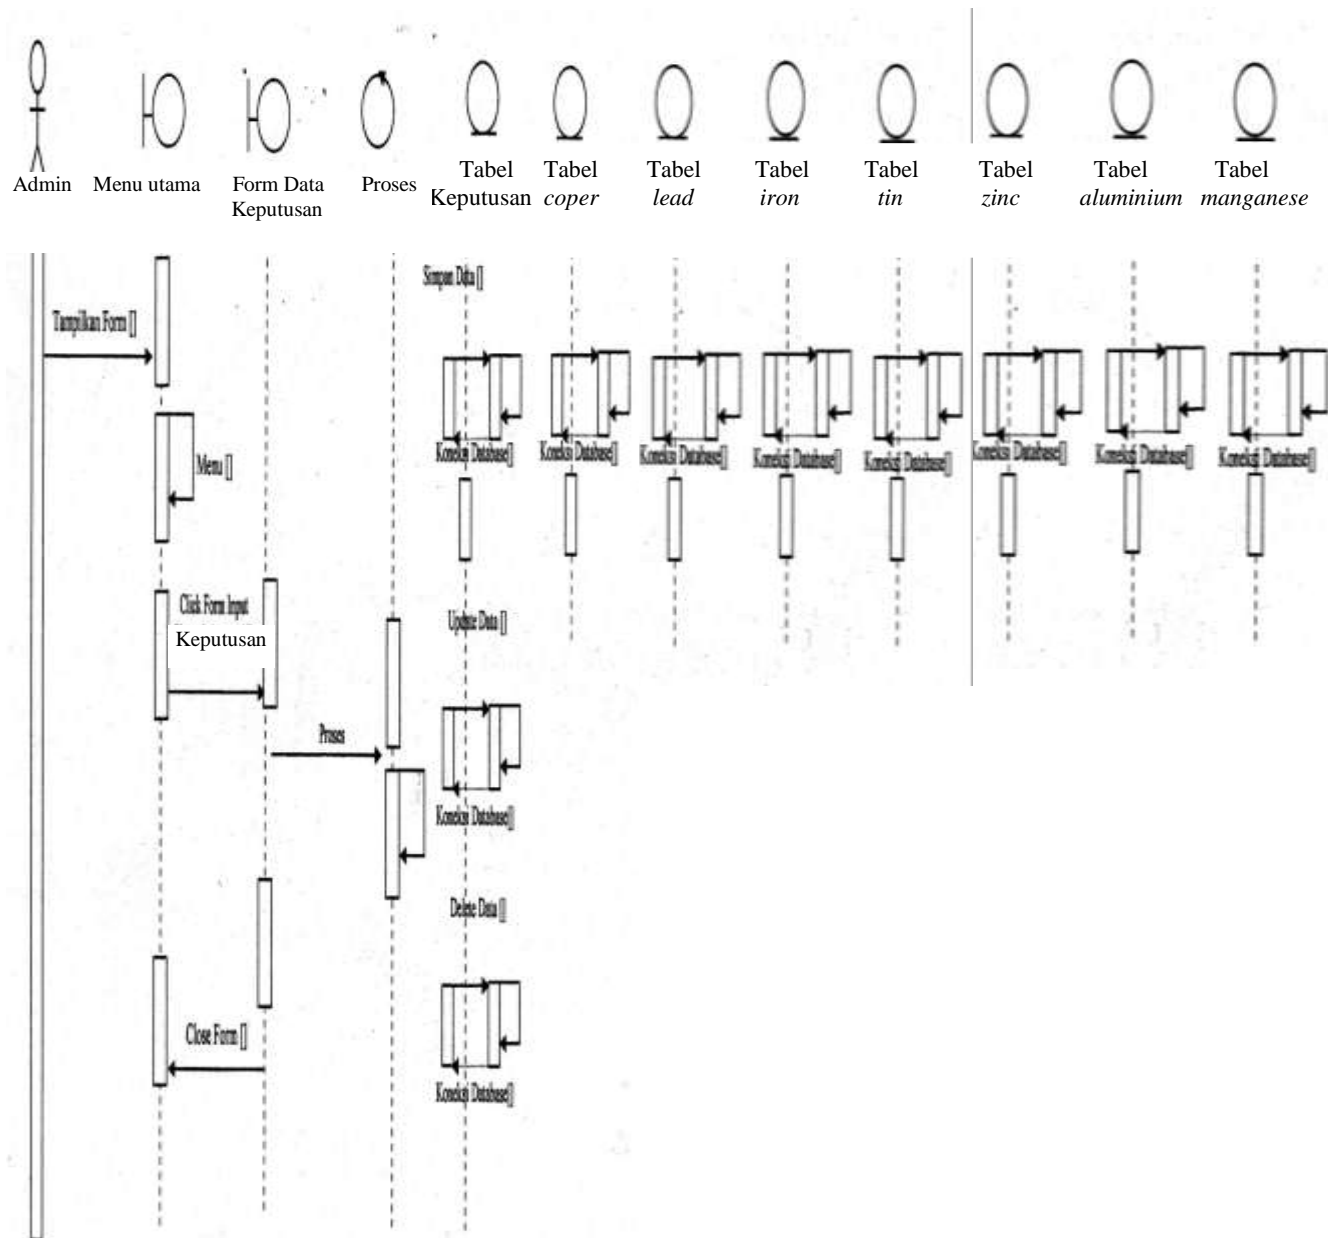 Admin
Menu utama
Form Data
Keputusan
Proses
Tabel
Keputusan
Tabel
coper
Tabel
lead
Tabel
iron
Tabel
tin
Tabel
zinc
Tabel
aluminium
Tabel
manganese
Simpan Data []
Tampilkan Form []
Koneksi Database[]
Koneksi Database[]
Koneksi Database[]
Koneksi Database[]
Koneksi Database[]
Koneksi Database[]
Koneksi Database[]
Koneksi Database[]
Menu []
Click Form Input
Keputusan
Update Data []
Proses
Koneksi Database[]
Delete Data []
Close Form []
Koneksi Database[]